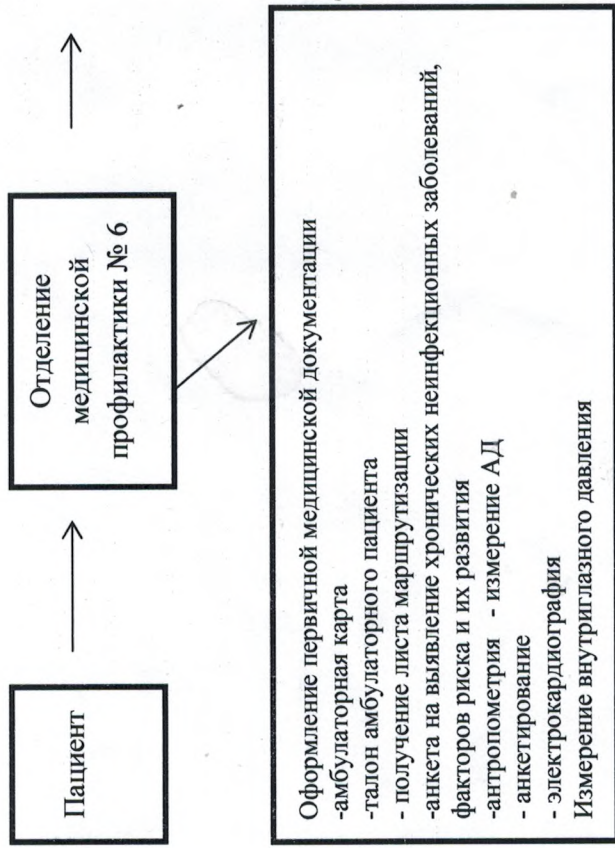 Пациент
Отделение
медицинской
профилактики № 6
Оформление первичной медицинской документации
-амбулаторная карта
-талон амбулаторного пациента
- получение листа маршрутизации
-анкета на выявление хронических неинфекционных заболеваний,
факторов риска и их развития
-антропометрия - измерение АД
- анкетирование
- электрокардиография
Измерение внутриглазного давления